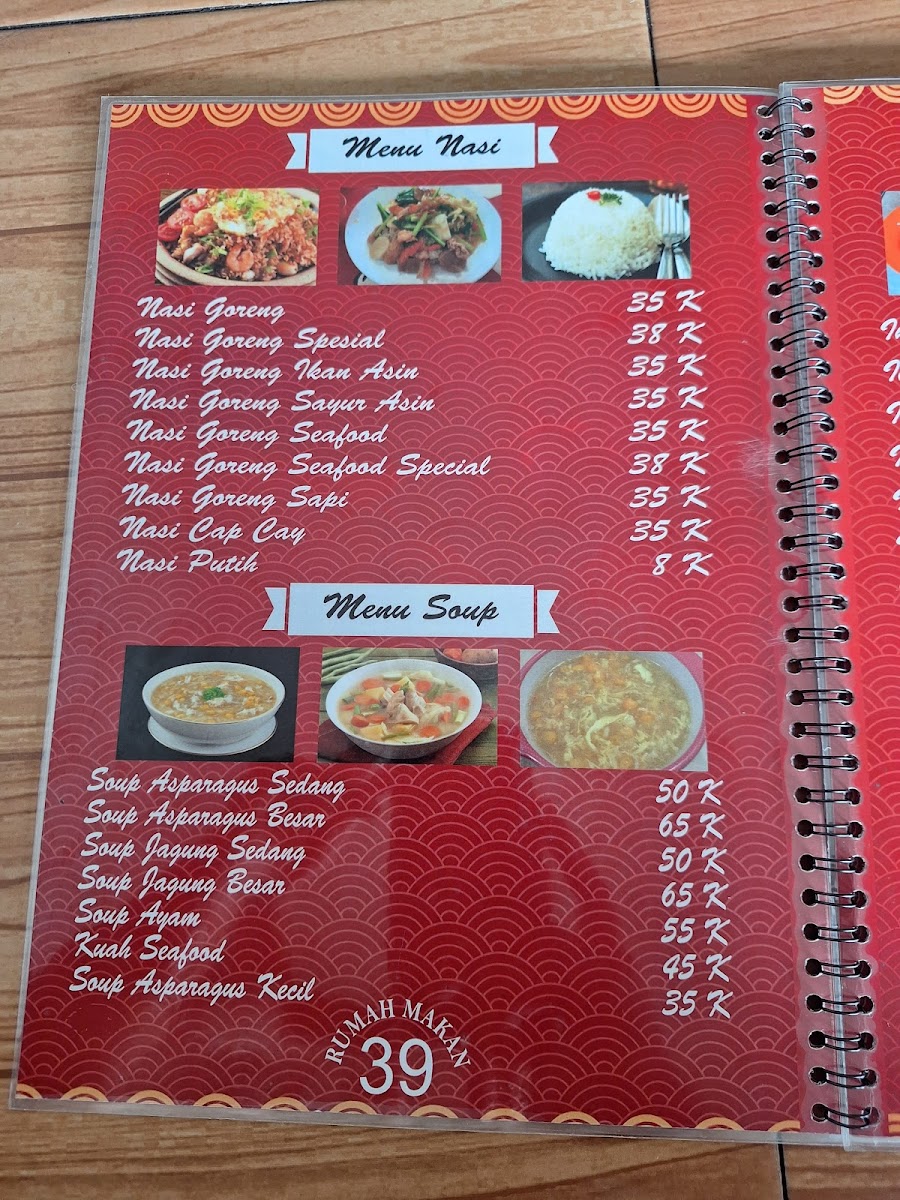 Menu Nasi
Nasi Goreng 35 K
Nasi Goreng Spesial 38 K
Nasi Goreng Ikan Asin 35 K
Nasi Goreng Sayur Asin 35 K
Nasi Goreng Seafood 35 K
Nasi Goreng Seafood Special 38 K
Nasi Goreng Sapi 35 K
Nasi Cap Cay 35 K
Nasi Putih 8 K
Menu Soup
Soup Asparagus Sedang 50 K
Soup Asparagus Besar 65 K
Soup Jagung Sedang 50 K
Soup Jagung Besar 65 K
Soup Ayam 55 K
Kuah Seafood 45 K
Soup Asparagus Kecil 35 K
RUMAH MAKAN
39